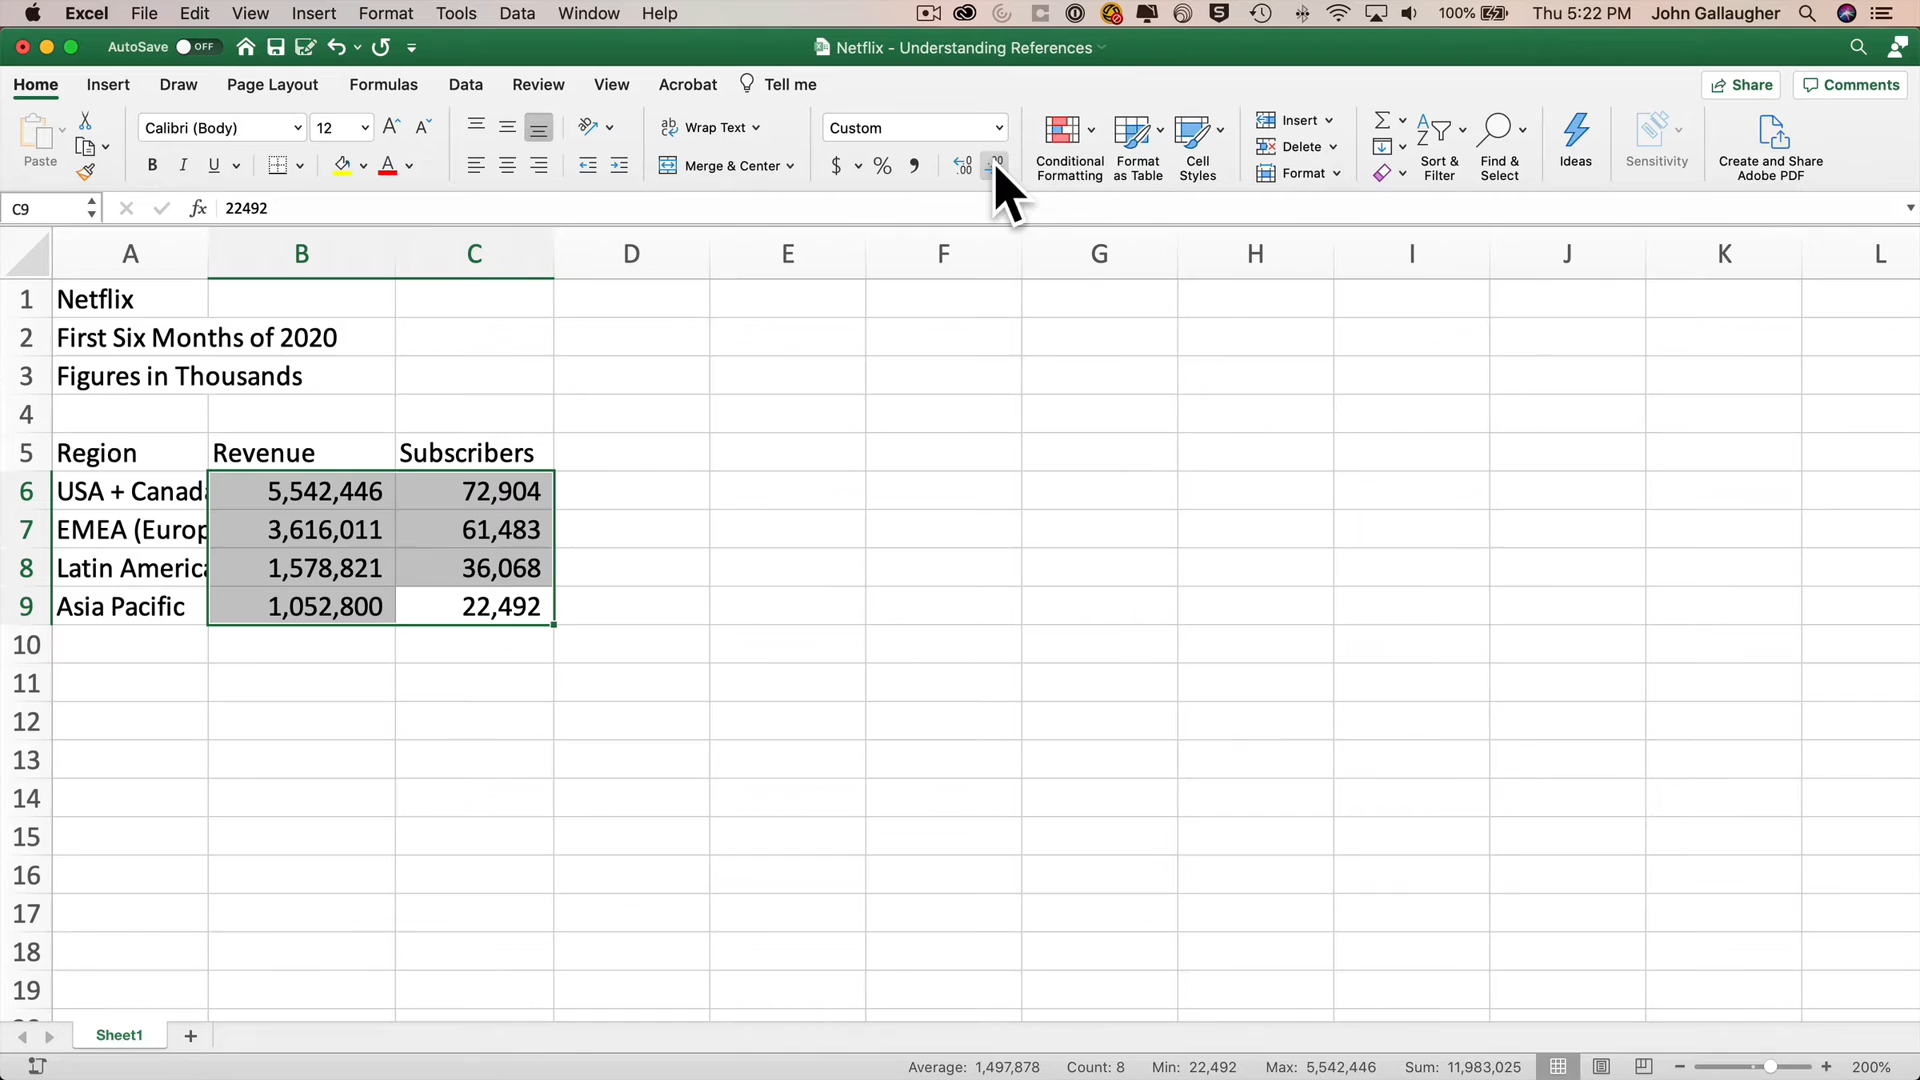 Excel File Edit View Insert Format Tools Data Window Help 100% Thu 5:22 PM John Gallaugher
AutoSave OFF Netflix - Understanding References
Home Insert Draw Page Layout Formulas Data Review View Acrobat Tell me Share Comments
Paste Calibri (Body) 12 A A Wrap Text Custom Insert
B I U A Merge & Center $ % , Delete
Conditional Formatting Format as Table Cell Styles Format Sort & Filter Find & Select Ideas Sensitivity Create and Share Adobe PDF
C9 fx 22492
A B C D E F G H I J K L
1 Netflix
2 First Six Months of 2020
3 Figures in Thousands
4
5 Region Revenue Subscribers
6 USA + Canad 5,542,446 72,904
7 EMEA (Europ 3,616,011 61,483
8 Latin Americ 1,578,821 36,068
9 Asia Pacific 1,052,800 22,492
10
11
12
13
14
15
16
17
18
19
Sheet1 +
Average: 1,497,878 Count: 8 Min: 22,492 Max: 5,542,446 Sum: 11,983,025 200%